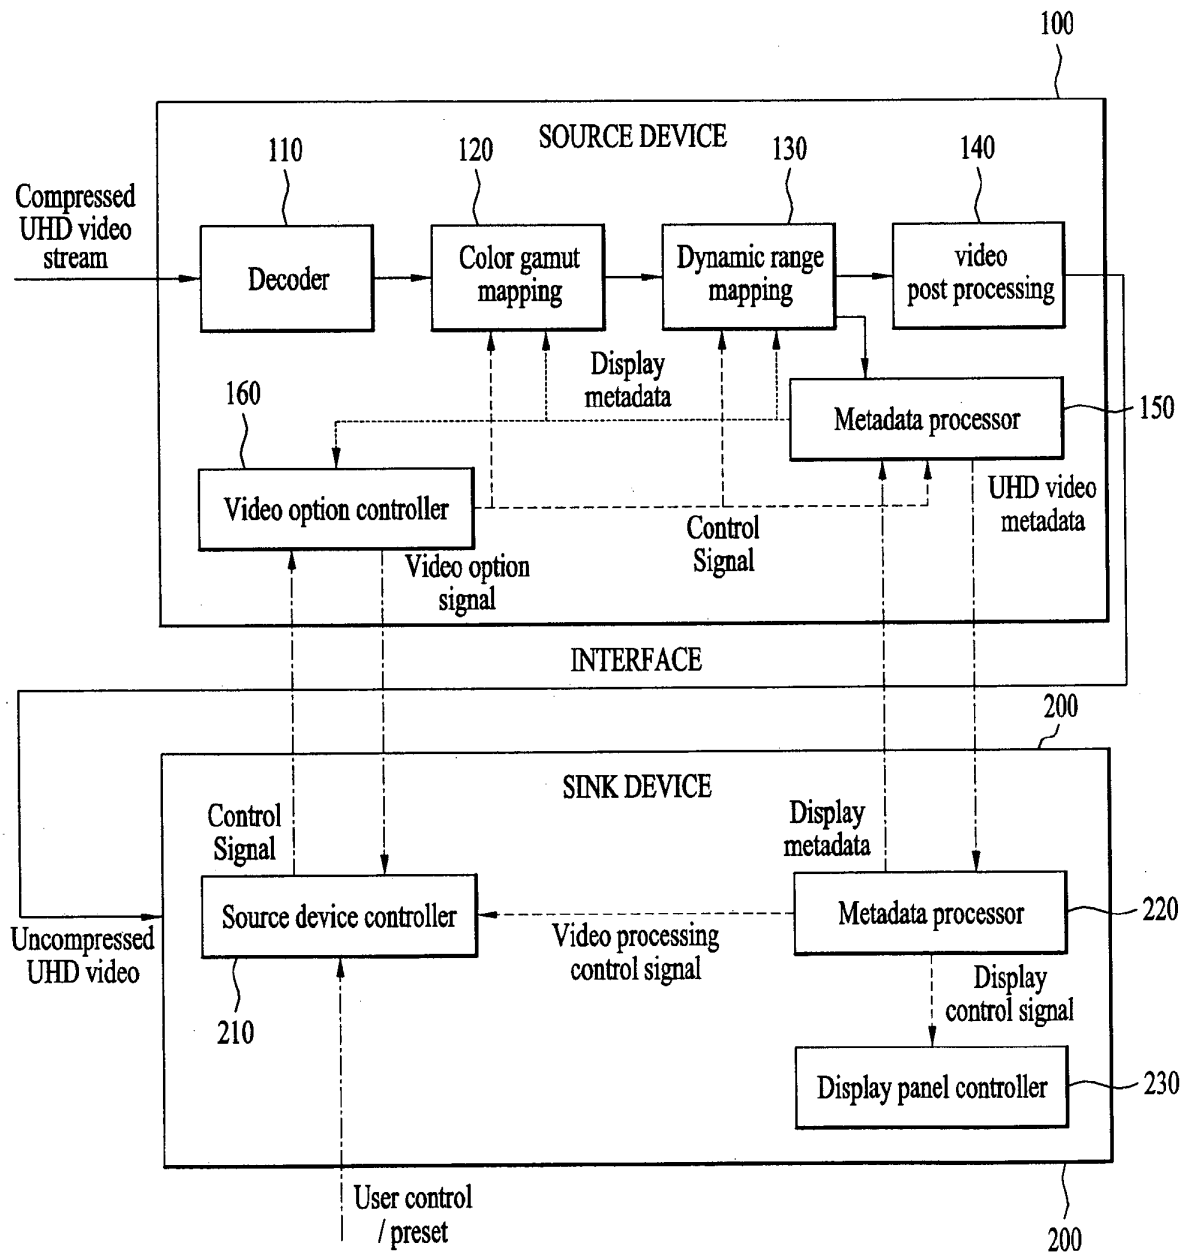 100
SOURCE DEVICE
110
120
130
140
Compressed
UHD video
stream
Decoder
Color gamut
mapping
Dynamic range
mapping
video
post processing
Display
metadata
160
Metadata processor
150
Video option controller
Control
Signal
UHD video
metadata
Video option
signal
INTERFACE
200
SINK DEVICE
Control
Signal
Display
metadata
Source device controller
Metadata processor
220
Uncompressed
UHD video
Video processing
control signal
210
Display
control signal
Display panel controller
230
User control
/ preset
200